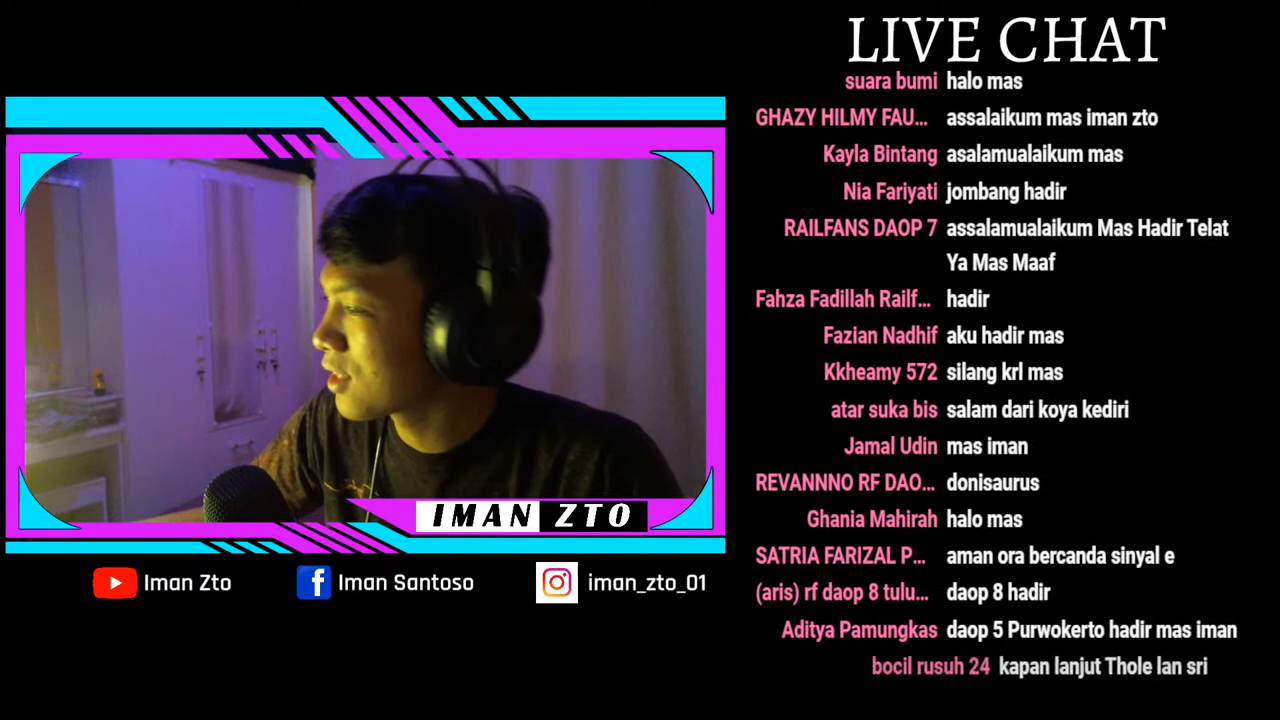 LIVE CHAT
suara bumi halo mas
GHAZY HILMY FAU... assalaikum mas iman zto
Kayla Bintang asalamualaikum mas
Nia Fariyati jombang hadir
RAILFANS DAOP 7 assalamualaikum Mas Hadir Telat
Ya Mas Maaf
Fahza Fadillah Railf... hadir
Fazian Nadhif aku hadir mas
Kkheamy 572 silang krl mas
atar suka bis salam dari koya kediri
Jamal Udin mas iman
REVANNNO RF DAO... donisaurus
Ghania Mahirah halo mas
SATRIA FARIZAL P... aman ora bercanda sinyal e
(aris) rf daop 8 tulu... daop 8 hadir
Aditya Pamungkas daop 5 Purwokerto hadir mas iman
bocil rusuh 24 kapan lanjut Thole lan sri
IMAN ZTO
Iman Zto
Iman Santoso
iman_zto_01